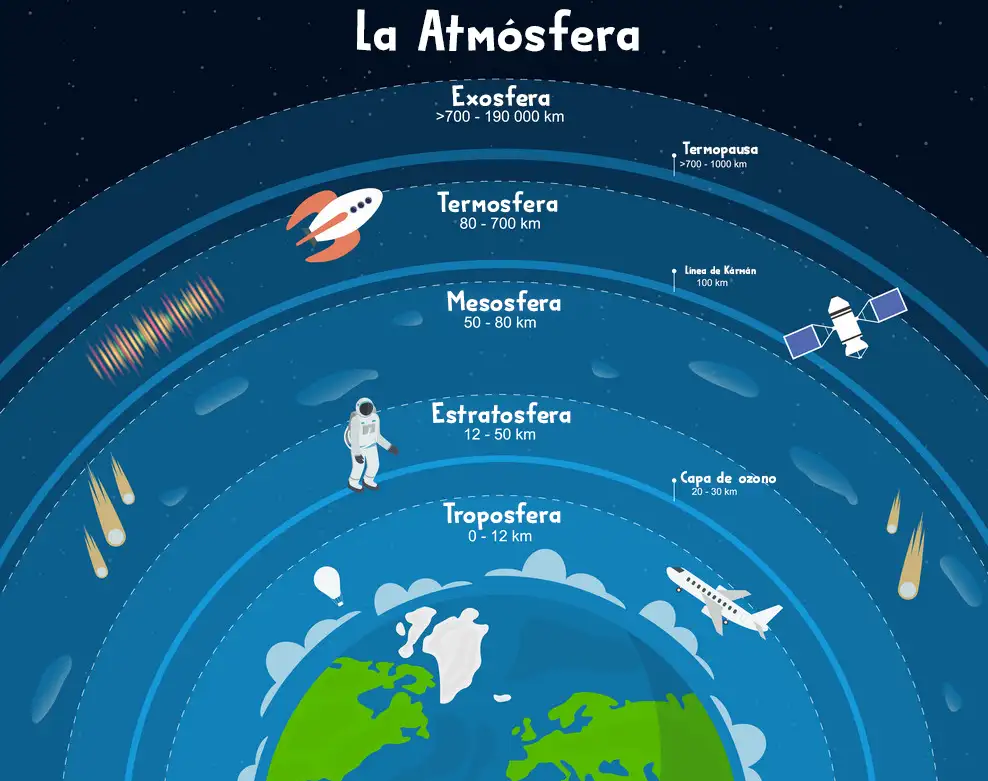 La Atmósfera
Exosfera
>700 - 190 000 km
Termopausa
>700 - 1000 km
Termosfera
80 - 700 km
Línea de Kármán
100 km
Mesosfera
50 - 80 km
Estratosfera
12 - 50 km
Capa de ozono
20 - 30 km
Troposfera
0 - 12 km